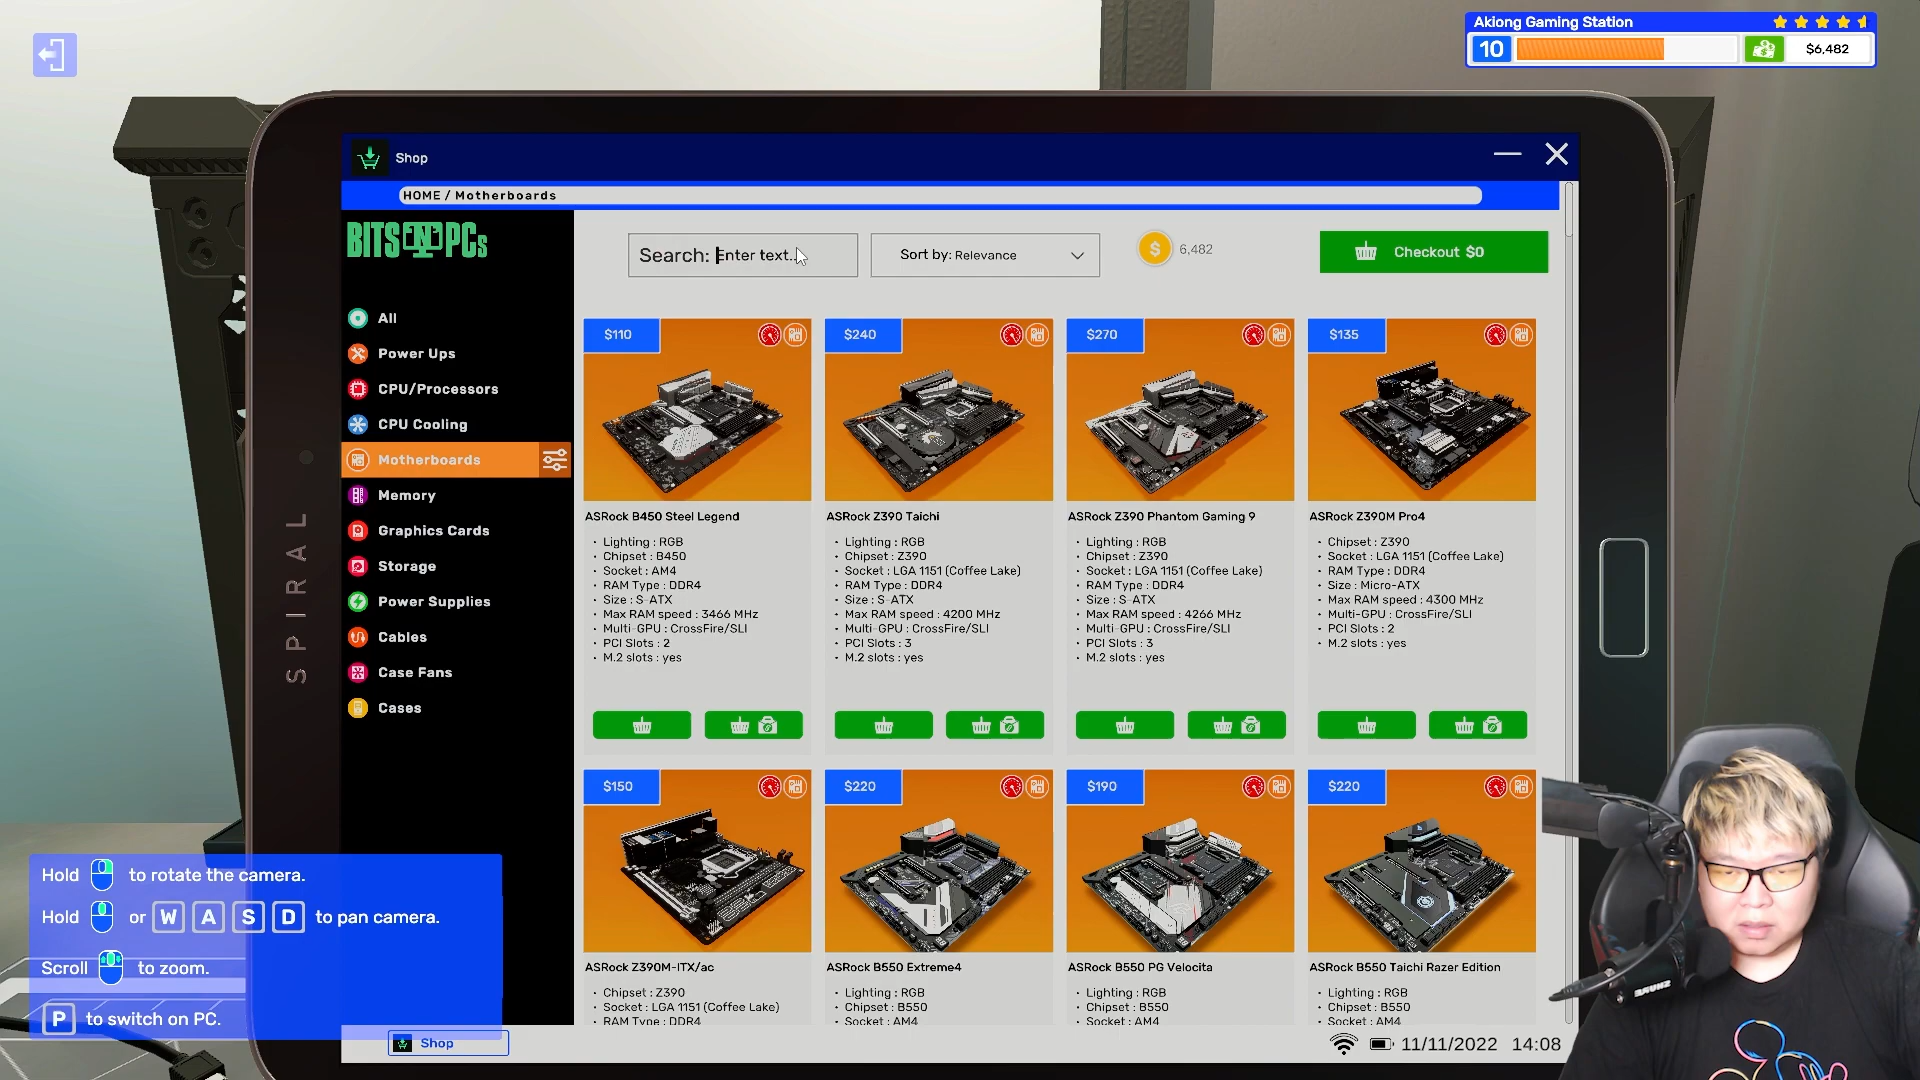 Akiong Gaming Station
10
$6,482
Shop
HOME / Motherboards
BITS N PCs
Search: Enter text...
Sort by: Relevance
6,482
Checkout $0
All
Power Ups
CPU/Processors
CPU Cooling
Motherboards
Memory
Graphics Cards
Storage
Power Supplies
Cables
Case Fans
Cases
$110
ASRock B450 Steel Legend
• Lighting : RGB
• Chipset : B450
• Socket : AM4
• RAM Type : DDR4
• Size : S-ATX
• Max RAM speed : 3466 MHz
• Multi-GPU : CrossFire/SLI
• PCI Slots : 2
• M.2 slots : yes
$240
ASRock Z390 Taichi
• Lighting : RGB
• Chipset : Z390
• Socket : LGA 1151 (Coffee Lake)
• RAM Type : DDR4
• Size : S-ATX
• Max RAM speed : 4200 MHz
• Multi-GPU : CrossFire/SLI
• PCI Slots : 3
• M.2 slots : yes
$270
ASRock Z390 Phantom Gaming 9
• Lighting : RGB
• Chipset : Z390
• Socket : LGA 1151 (Coffee Lake)
• RAM Type : DDR4
• Size : S-ATX
• Max RAM speed : 4266 MHz
• Multi-GPU : CrossFire/SLI
• PCI Slots : 3
• M.2 slots : yes
$135
ASRock Z390M Pro4
• Chipset : Z390
• Socket : LGA 1151 (Coffee Lake)
• RAM Type : DDR4
• Size : Micro-ATX
• Max RAM speed : 4300 MHz
• Multi-GPU : CrossFire/SLI
• PCI Slots : 2
• M.2 slots : yes
$150
ASRock Z390M-ITX/ac
• Chipset : Z390
• Socket : LGA 1151 (Coffee Lake)
• RAM Type : DDR4
$220
ASRock B550 Extreme4
• Lighting : RGB
• Chipset : B550
• Socket : AM4
$190
ASRock B550 PG Velocita
• Lighting : RGB
• Chipset : B550
• Socket : AM4
$220
ASRock B550 Taichi Razer Edition
• Lighting : RGB
• Chipset : B550
• Socket : AM4
SPIRAL
Hold to rotate the camera.
Hold or W A S D to pan camera.
Scroll to zoom.
P to switch on PC.
Shop
11/11/2022 14:08